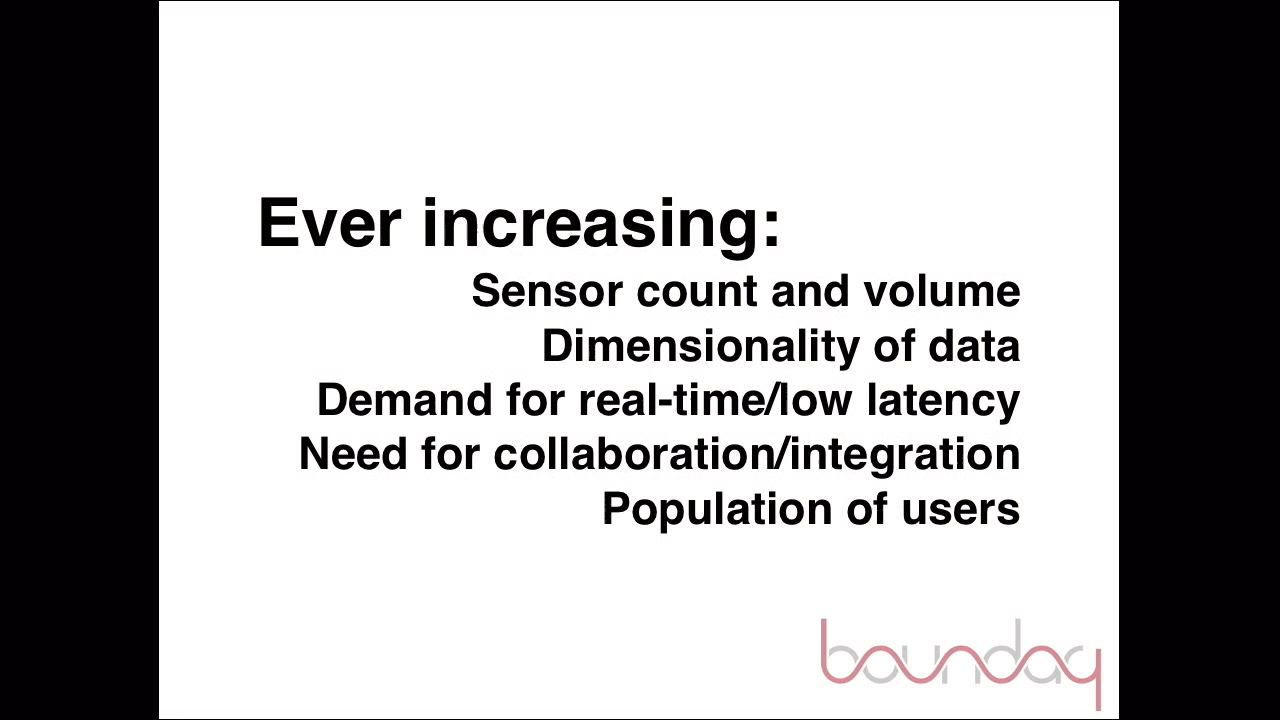 Ever increasing:
Sensor count and volume
Dimensionality of data
Demand for real-time/low latency
Need for collaboration/integration
Population of users